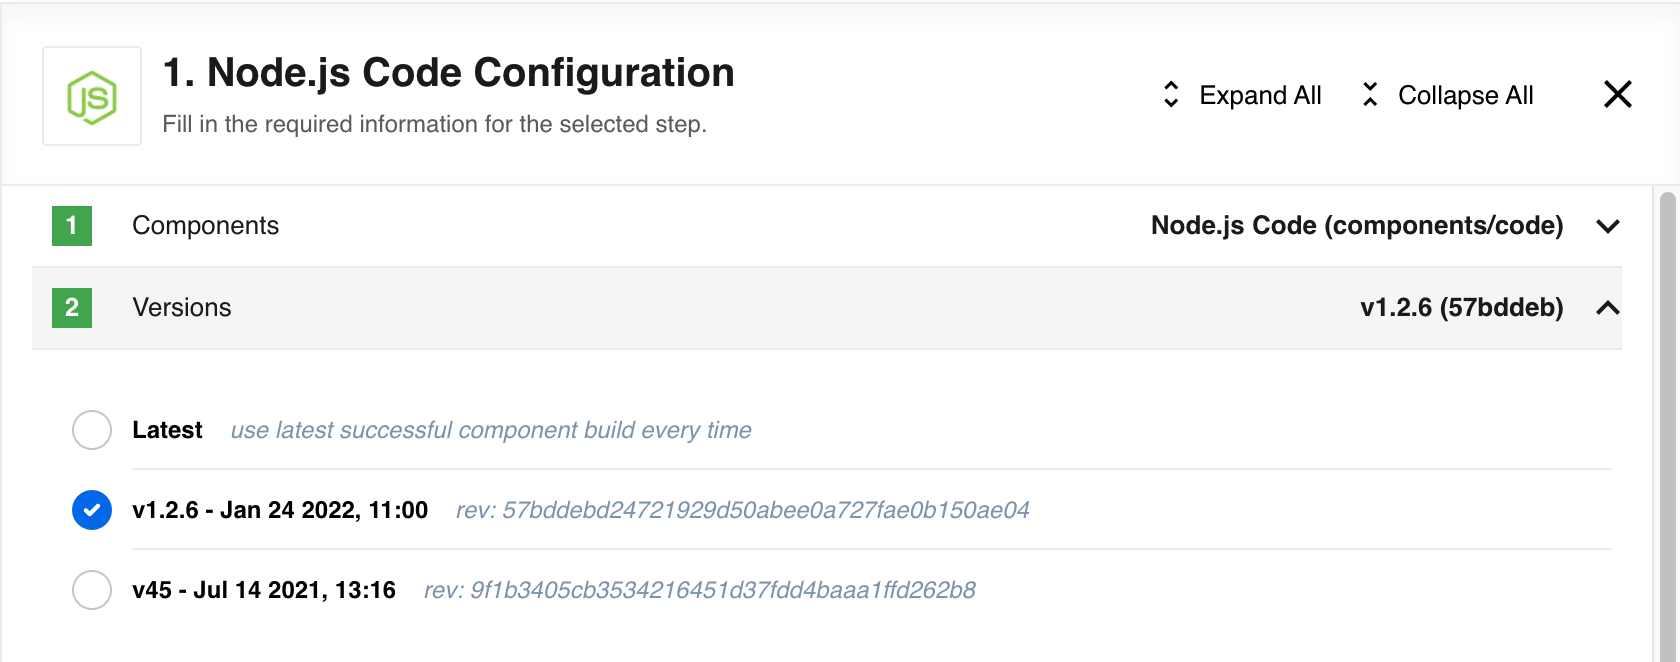 JS
1. Node.js Code Configuration
Fill in the required information for the selected step.
Expand All
Collapse All
1 Components Node.js Code (components/code)
2 Versions v1.2.6 (57bddeb)
Latest use latest successful component build every time
v1.2.6 - Jan 24 2022, 11:00 rev: 57bddebd24721929d50abee0a727fae0b150ae04
v45 - Jul 14 2021, 13:16 rev: 9f1b3405cb3534216451d37fdd4baaa1ffd262b8